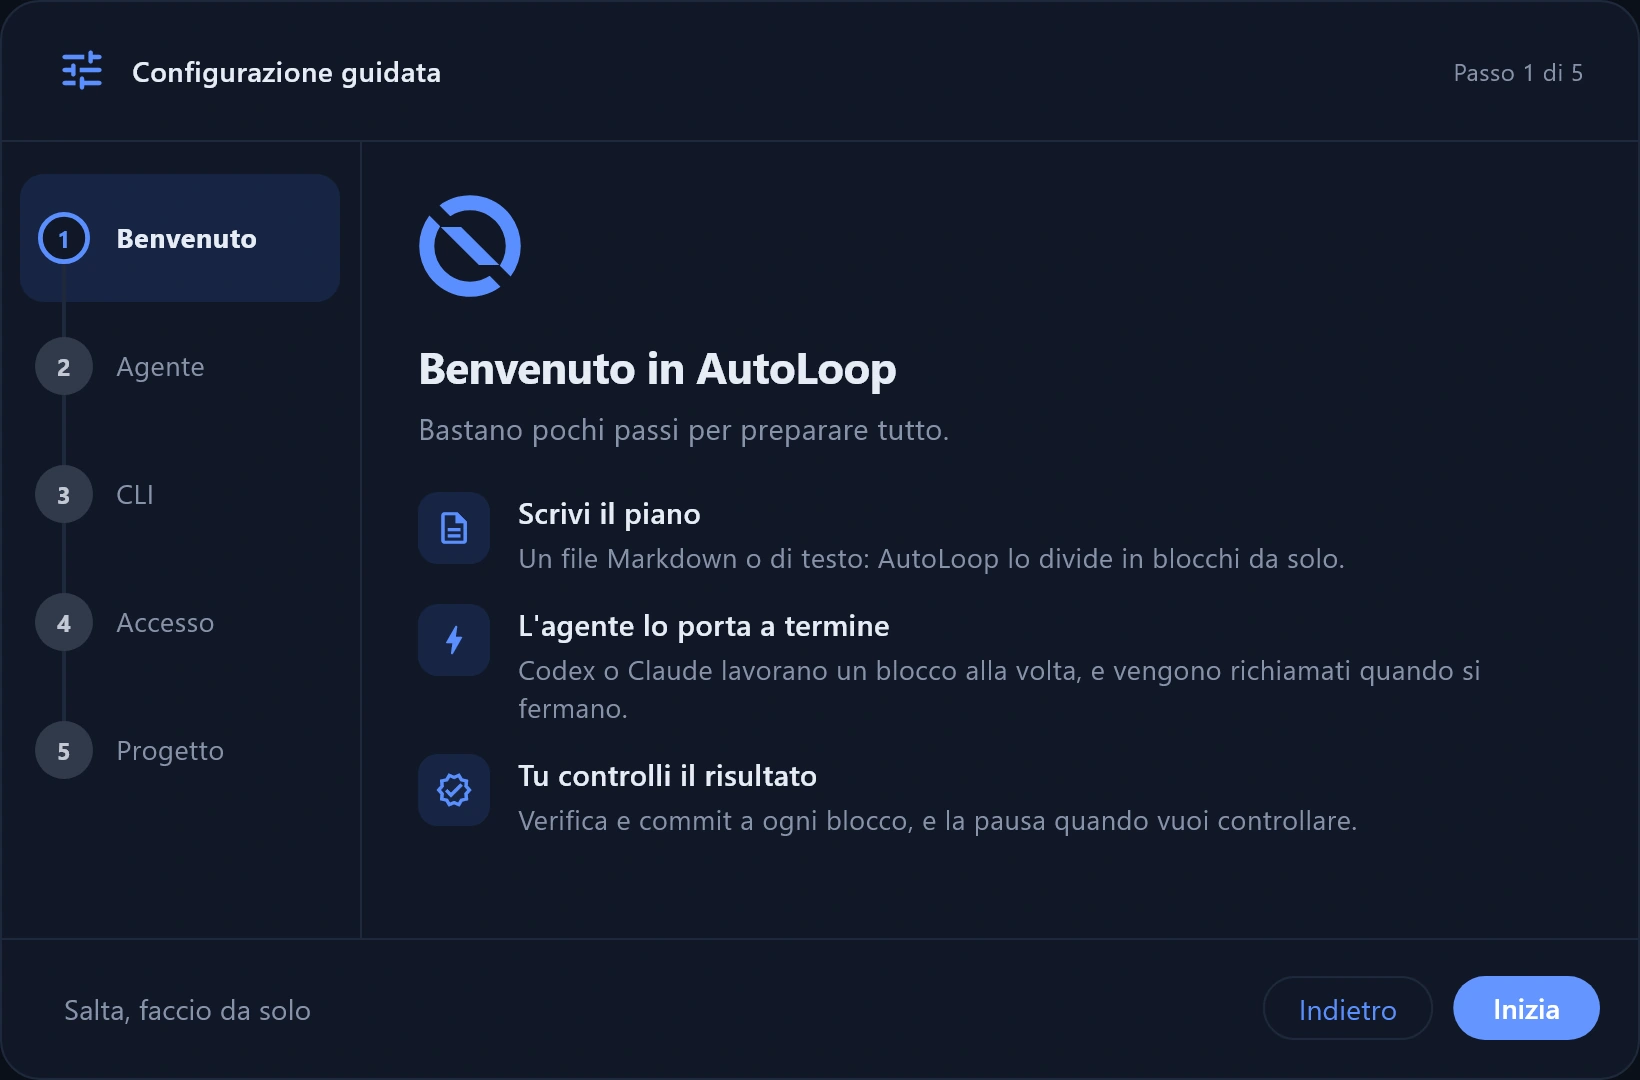 Configurazione guidata
Passo 1 di 5
1 Benvenuto
2 Agente
3 CLI
4 Accesso
5 Progetto
Benvenuto in AutoLoop
Bastano pochi passi per preparare tutto.
Scrivi il piano
Un file Markdown o di testo: AutoLoop lo divide in blocchi da solo.
L'agente lo porta a termine
Codex o Claude lavorano un blocco alla volta, e vengono richiamati quando si
fermano.
Tu controlli il risultato
Verifica e commit a ogni blocco, e la pausa quando vuoi controllare.
Salta, faccio da solo
Indietro
Inizia